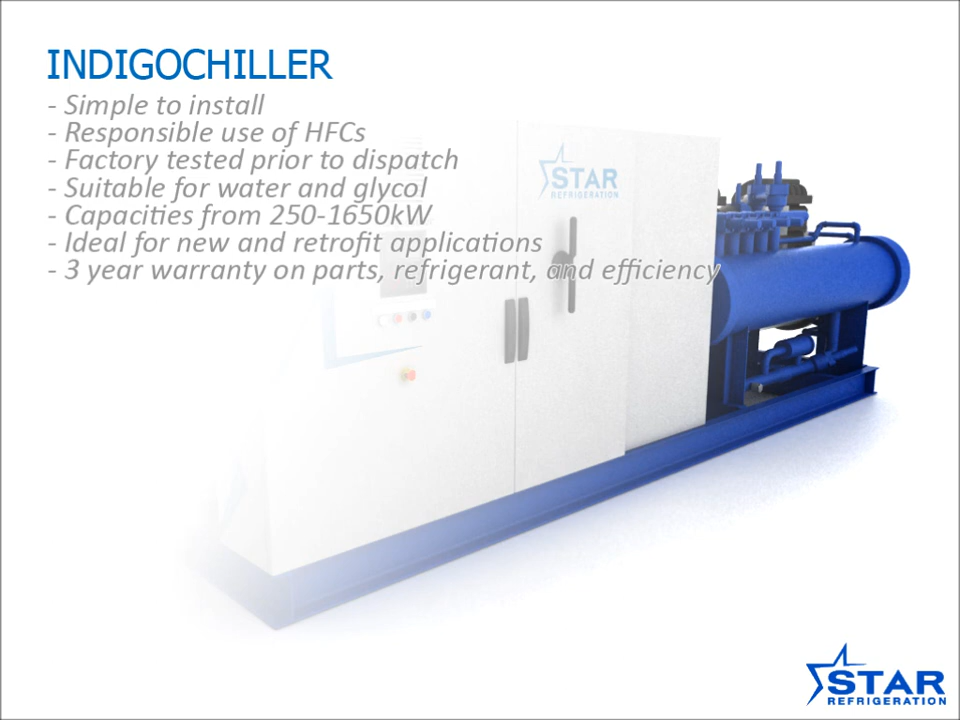 INDIGOCHILLER
- Simple to install
- Responsible use of HFCs
- Factory tested prior to dispatch
- Suitable for water and glycol
- Capacities from 250-1650kW
- Ideal for new and retrofit applications
- 3 year warranty on parts, refrigerant, and efficiency
STAR
REFRIGERATION
STAR
REFRIGERATION